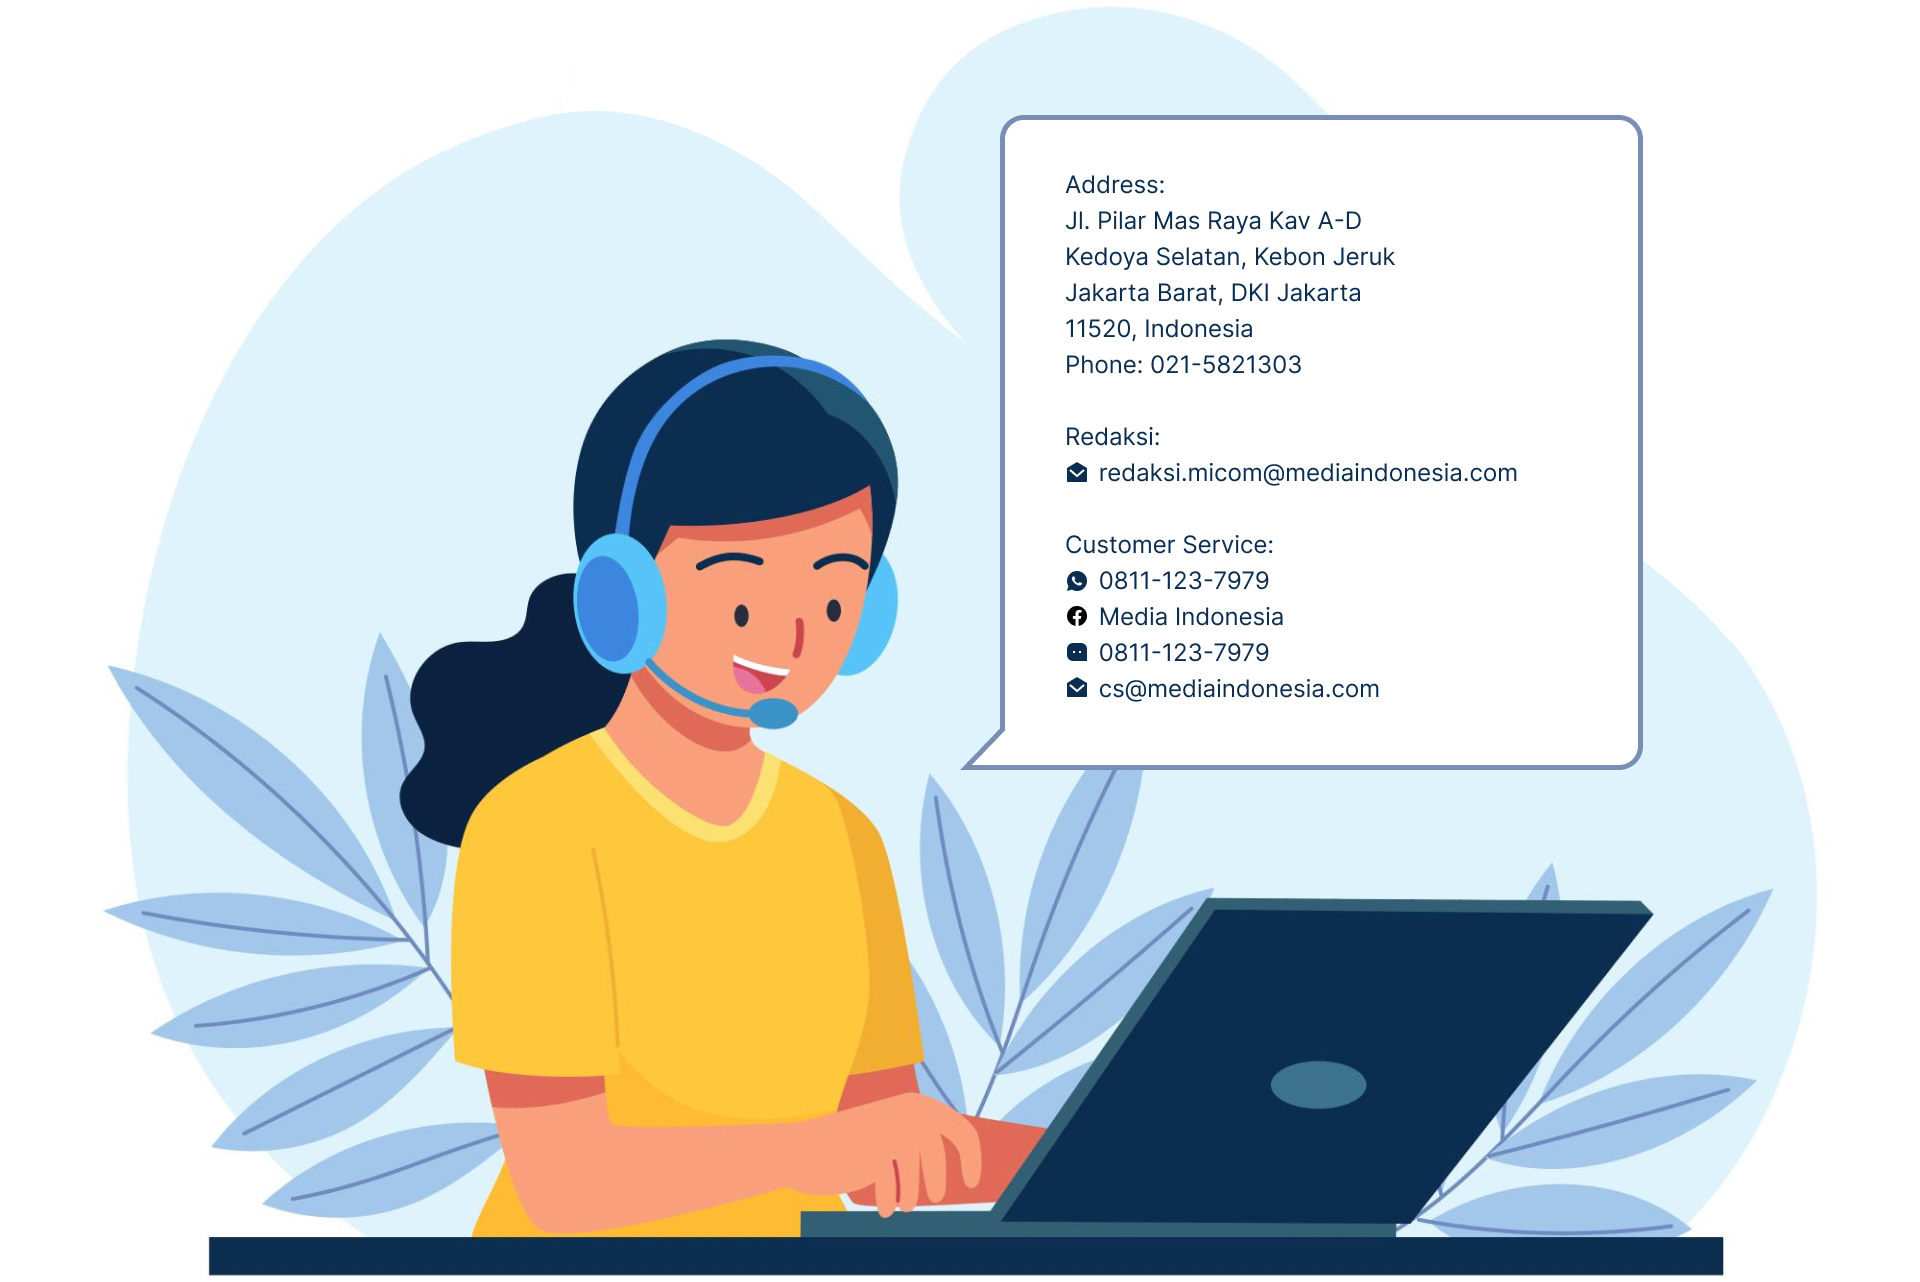 Address:
Jl. Pilar Mas Raya Kav A-D
Kedoya Selatan, Kebon Jeruk
Jakarta Barat, DKI Jakarta
11520, Indonesia
Phone: 021-5821303
Redaksi:
redaksi.micom@mediaindonesia.com
Customer Service:
0811-123-7979
Media Indonesia
0811-123-7979
cs@mediaindonesia.com